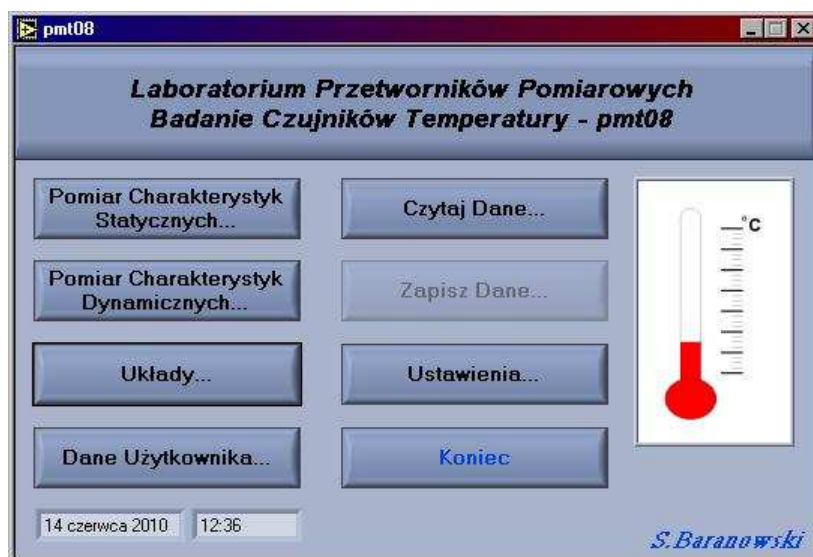 pmt08
Laboratorium Przetworników Pomiarowych
Badanie Czujników Temperatury - pmt08
Pomiar Charakterystyk
Statycznych...
Czytaj Dane...
°C
Pomiar Charakterystyk
Dynamicznych...
Zapisz Dane...
Układy...
Ustawienia...
Dane Użytkownika...
Koniec
14 czerwca 2010
12:36
S.Baranowski